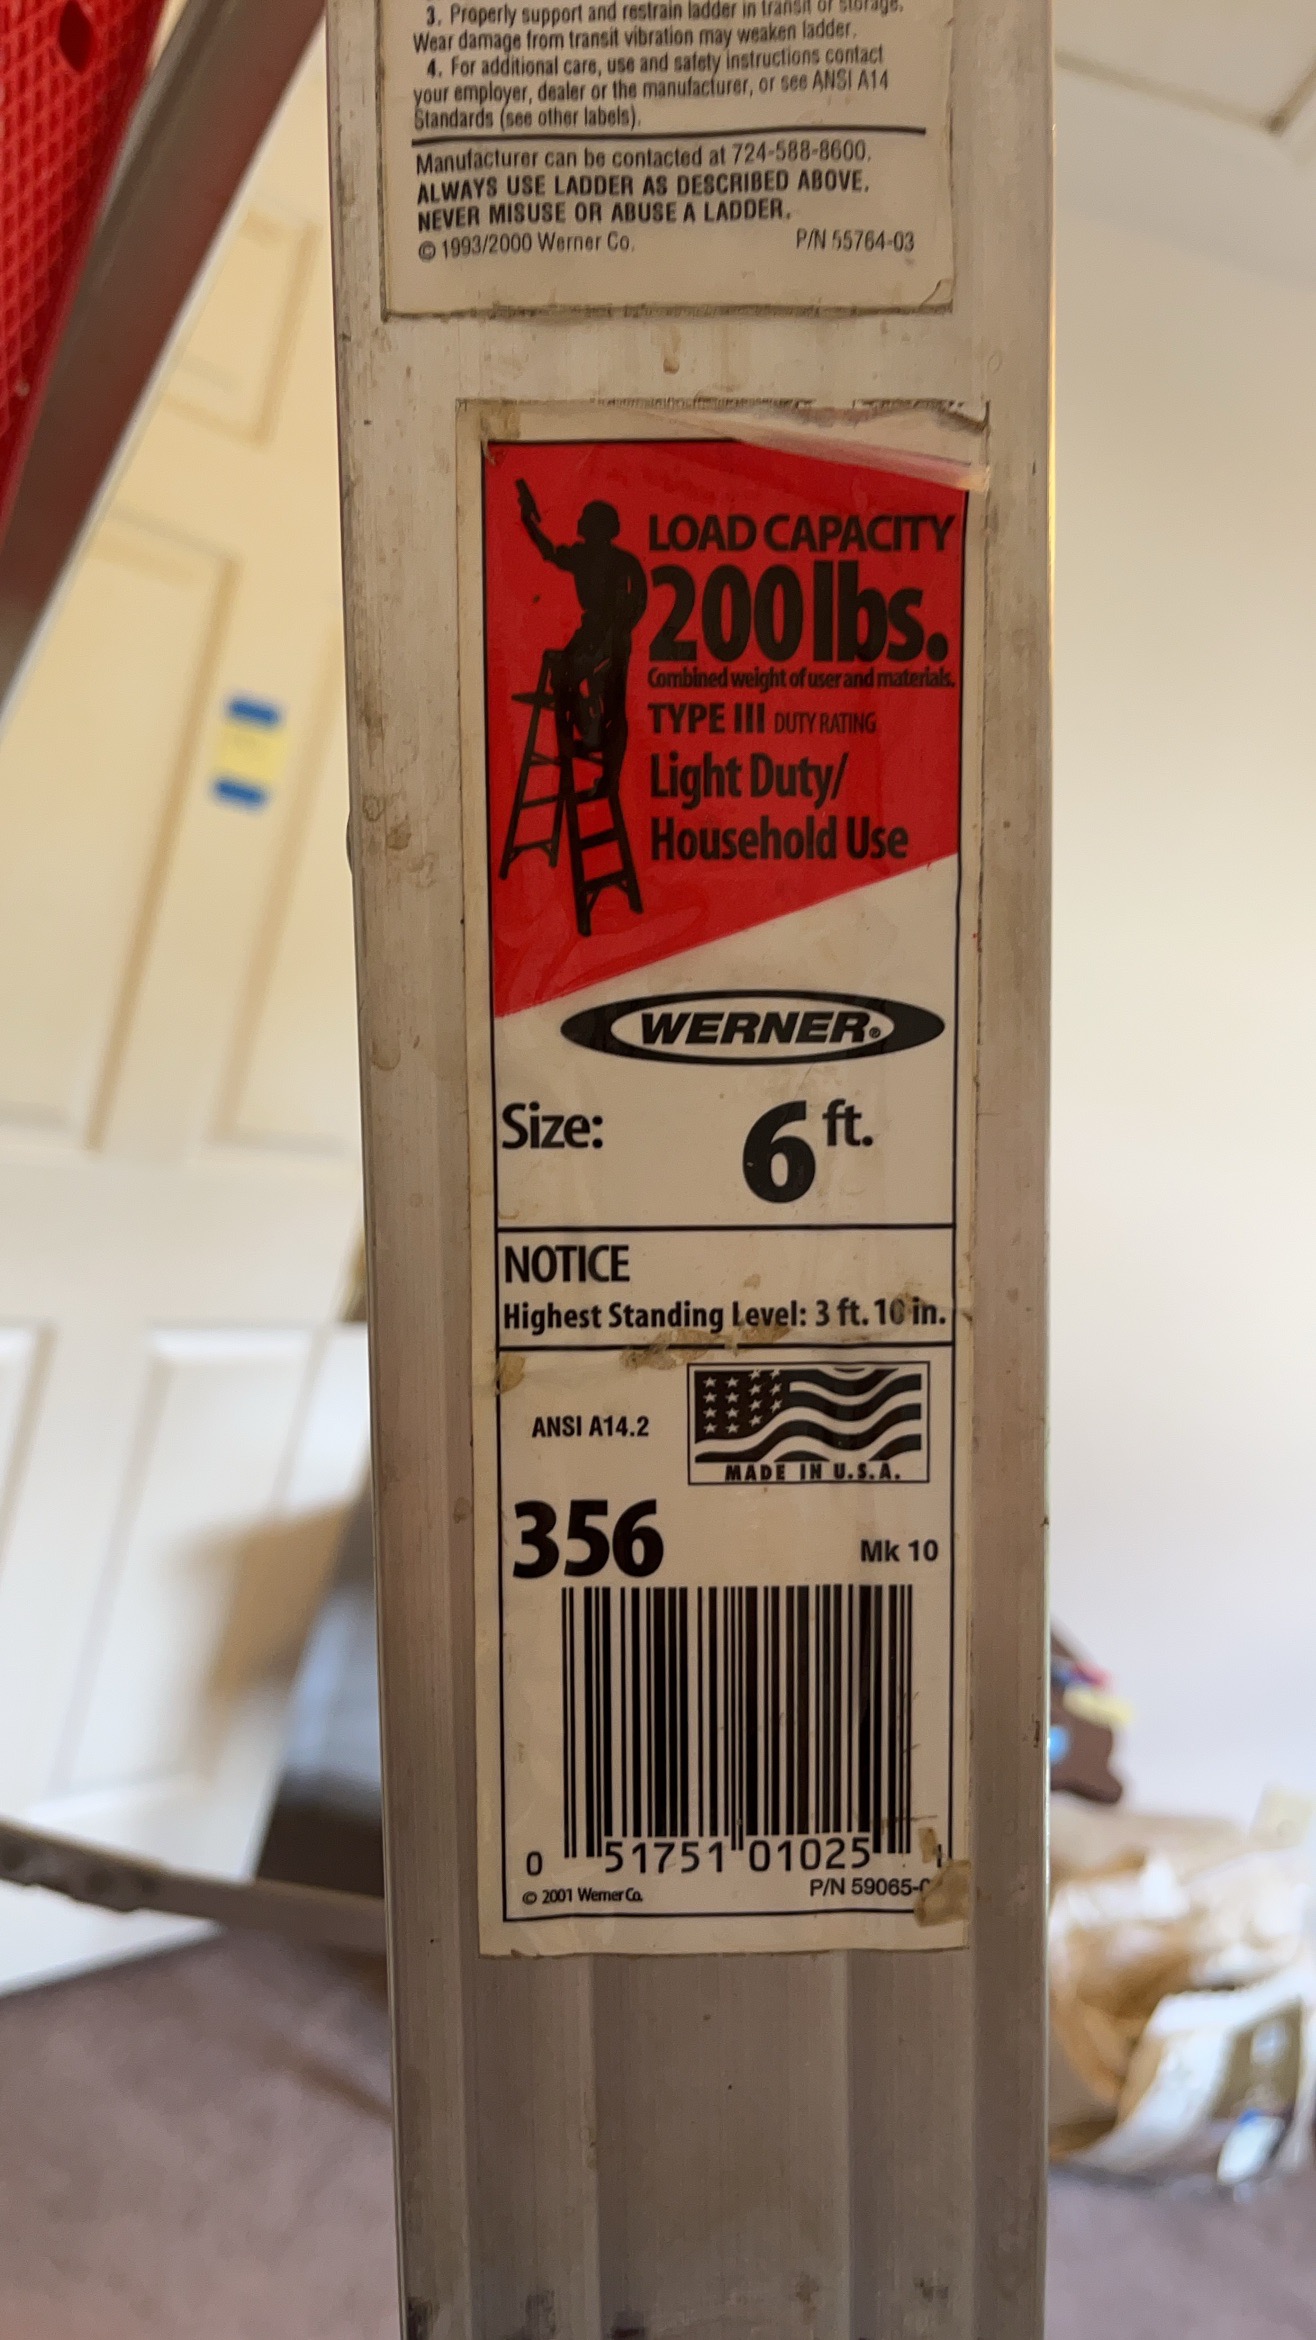 3. Properly support and restrain ladder in transit or storage.
Wear damage from transit vibration may weaken ladder.
4. For additional care, use and safety instructions contact
your employer, dealer or the manufacturer, or see ANSI A14
Standards (see other labels).
Manufacturer can be contacted at 724-588-8600.
ALWAYS USE LADDER AS DESCRIBED ABOVE.
NEVER MISUSE OR ABUSE A LADDER.
© 1993/2000 Werner Co. P/N 55764-03
LOAD CAPACITY
200 lbs.
Combined weight of user and materials.
TYPE III DUTY RATING
Light Duty/
Household Use
WERNER®
Size: 6 ft.
NOTICE
Highest Standing Level: 3 ft. 10 in.
ANSI A14.2
MADE IN U.S.A.
356 Mk 10
0 51751 01025
© 2001 Werner Co. P/N 59065-0